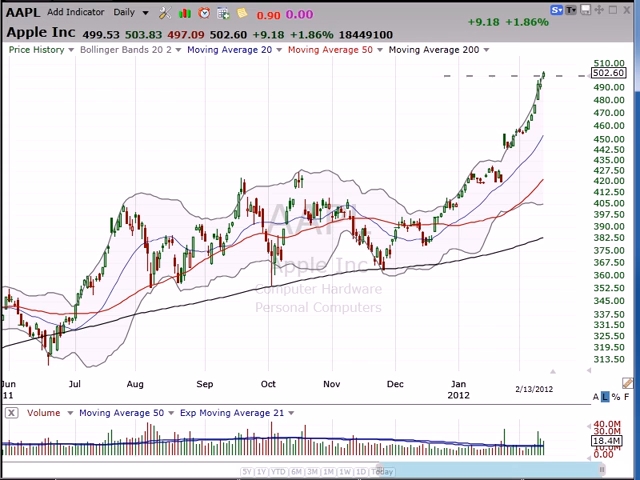 AAPL Add Indicator Daily 0.90 0.00 S T
+9.18 +1.86%
Apple Inc 499.53 503.83 497.09 502.60 +9.18 +1.86% 18449100
Price History Bollinger Bands 20 2 Moving Average 20 Moving Average 50 Moving Average 200
510.00
502.60
490.00
480.00
470.00
460.00
450.00
442.50
435.00
427.50
420.00
412.50
405.00
397.50
390.00
382.50
375.00
367.50
360.00
352.50
345.00
337.50
331.50
325.50
319.50
313.50
AAPL
Apple Inc
Computer Hardware
Personal Computers
Jun Jul Aug Sep Oct Nov Dec Jan
11 2012 2/13/2012
A L % F
X Volume Moving Average 50 Exp Moving Average 21
40.0M
30.0M
18.4M
0.0M
5Y 1Y YTD 6M 3M 1M 1W 1D Today